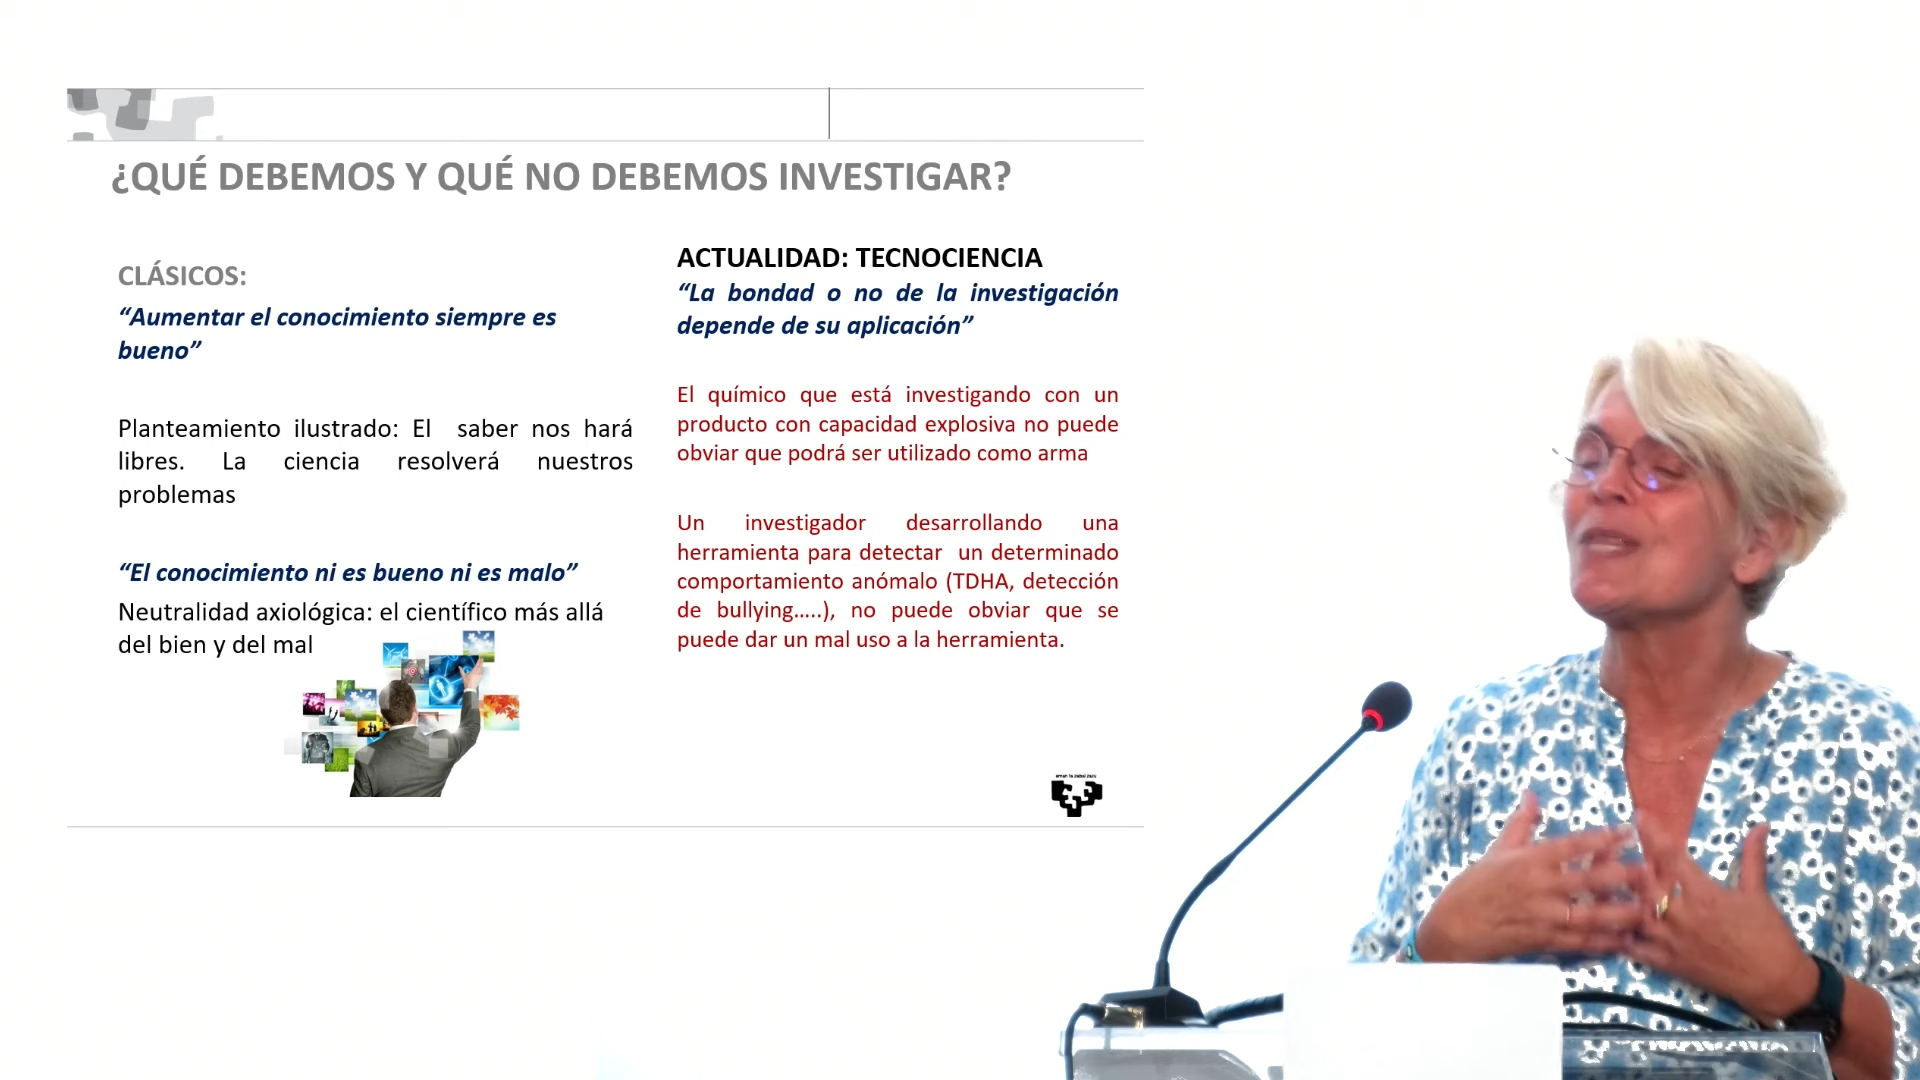 ¿QUÉ DEBEMOS Y QUÉ NO DEBEMOS INVESTIGAR?
CLÁSICOS:
“Aumentar el conocimiento siempre es
bueno”
Planteamiento ilustrado: El saber nos hará
libres. La ciencia resolverá nuestros
problemas
“El conocimiento ni es bueno ni es malo”
Neutralidad axiológica: el científico más allá
del bien y del mal
ACTUALIDAD: TECNOCIENCIA
“La bondad o no de la investigación
depende de su aplicación”
El químico que está investigando con un
producto con capacidad explosiva no puede
obviar que podrá ser utilizado como arma
Un investigador desarrollando una
herramienta para detectar un determinado
comportamiento anómalo (TDHA, detección
de bullying…..), no puede obviar que se
puede dar un mal uso a la herramienta.